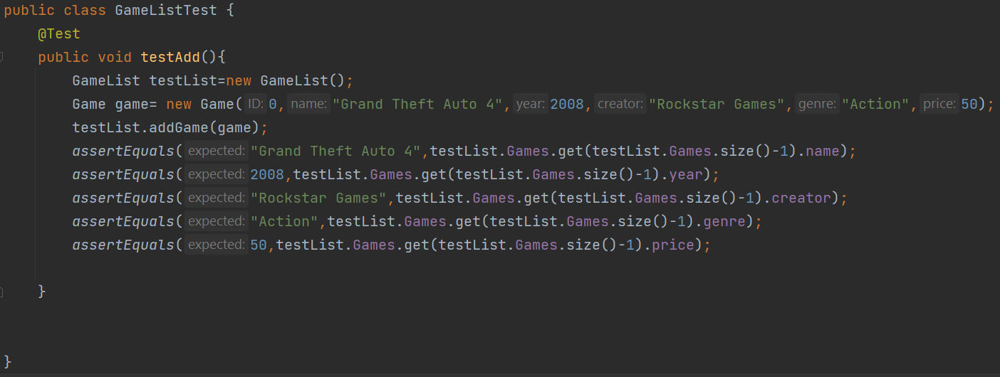 public class GameListTest {
    @Test
    public void testAdd(){
        GameList testList=new GameList();
        Game game= new Game( ID: 0, name: "Grand Theft Auto 4", year: 2008, creator: "Rockstar Games", genre: "Action", price: 50);
        testList.addGame(game);
        assertEquals( expected: "Grand Theft Auto 4",testList.Games.get(testList.Games.size()-1).name);
        assertEquals( expected: 2008,testList.Games.get(testList.Games.size()-1).year);
        assertEquals( expected: "Rockstar Games",testList.Games.get(testList.Games.size()-1).creator);
        assertEquals( expected: "Action",testList.Games.get(testList.Games.size()-1).genre);
        assertEquals( expected: 50,testList.Games.get(testList.Games.size()-1).price);
    }
}